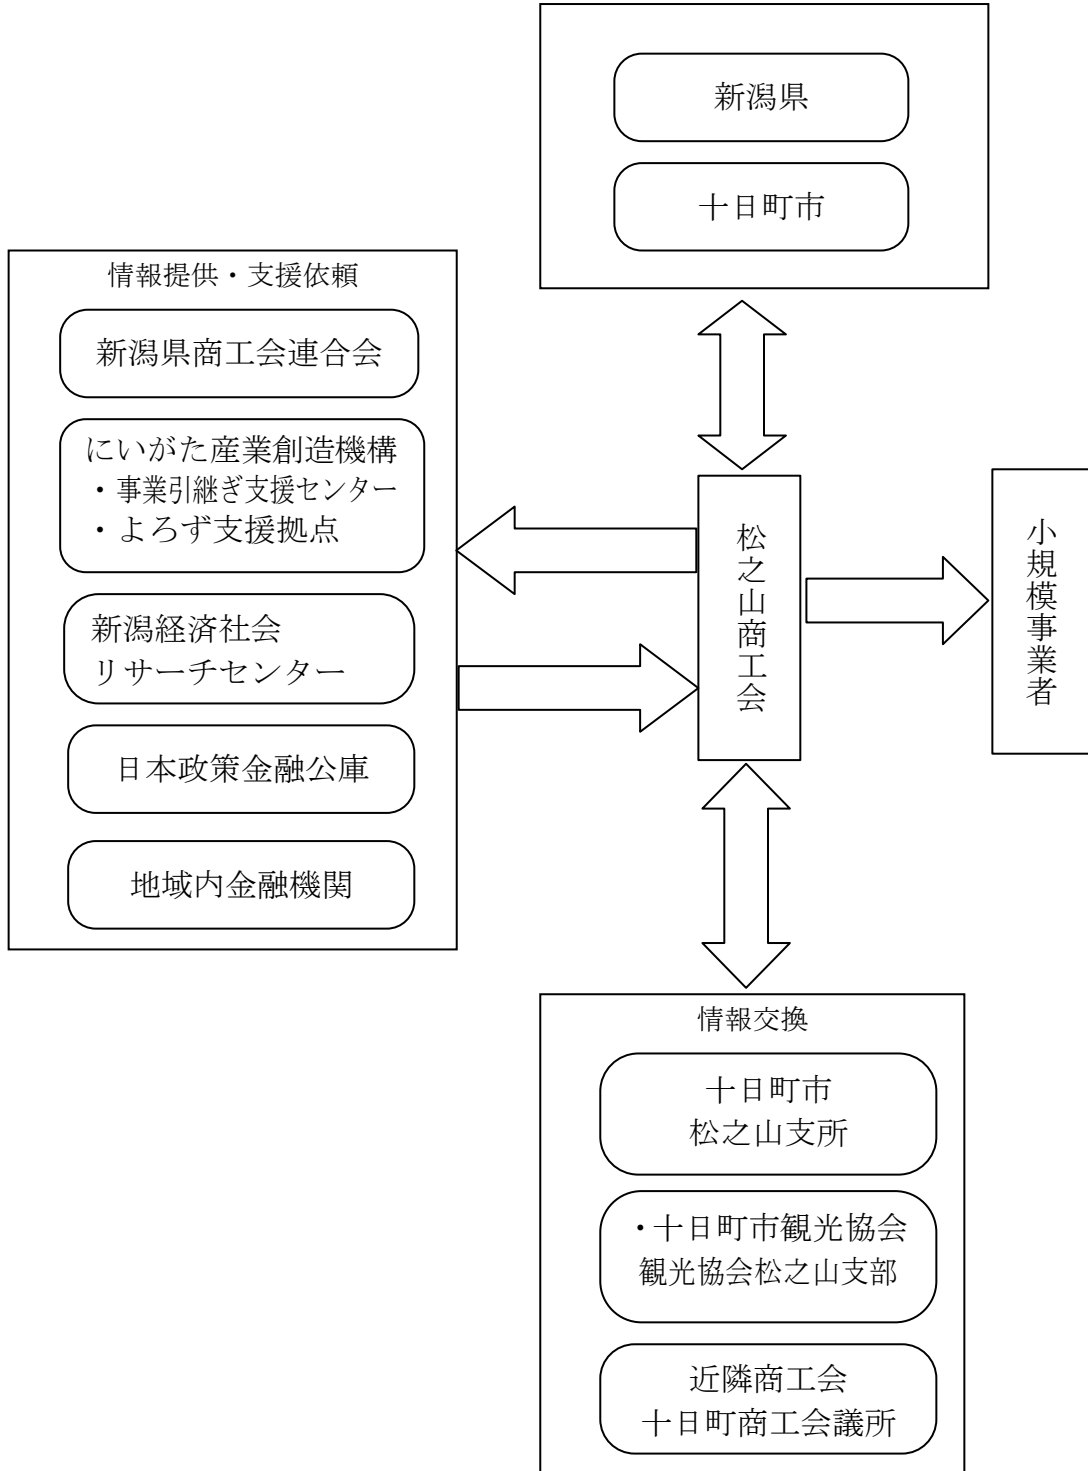 新潟県
十日町市
情報提供・支援依頼
新潟県商工会連合会
にいがた産業創造機構
・事業引継ぎ支援センター
・よろず支援拠点
新潟経済社会
リサーチセンター
日本政策金融公庫
地域内金融機関
松之山商工会
小規模事業者
情報交換
十日町市
松之山支所
・十日町市観光協会
観光協会松之山支部
近隣商工会
十日町商工会議所